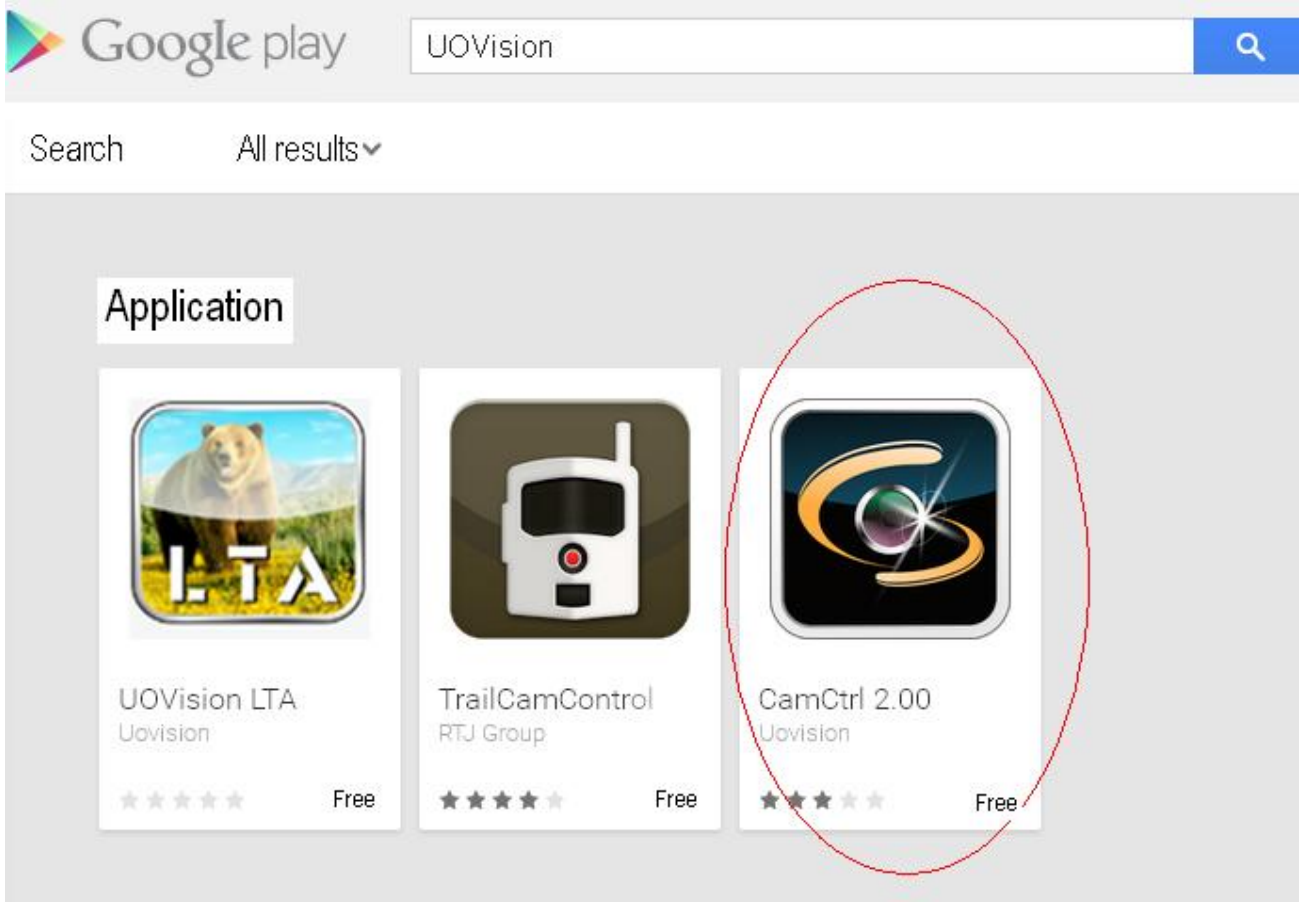 Google play
UOVision
Search
All results
Application
LTA
UOVision LTA
Uovision
Free
TrailCamControl
RTJ Group
Free
CamCtrl 2.00
Uovision
Free